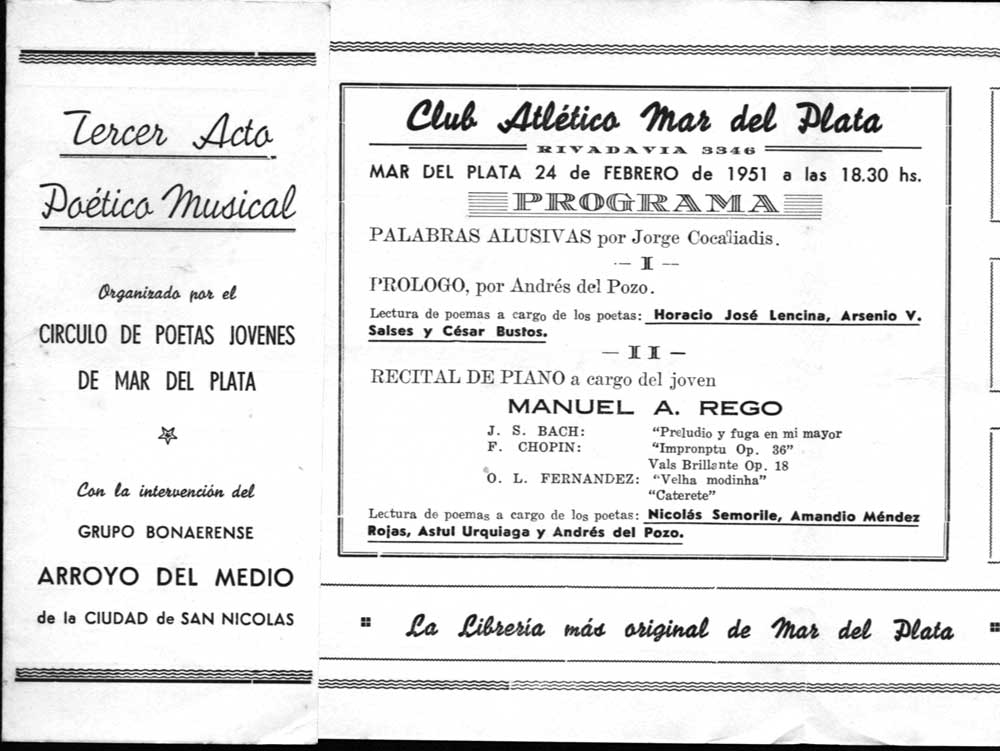 Tercer Acto
Poético Musical
Organizado por el
CIRCULO DE POETAS JOVENES
DE MAR DEL PLATA
Con la intervención del
GRUPO BONAERENSE
ARROYO DEL MEDIO
de la CIUDAD de SAN NICOLAS
Club Atlético Mar del Plata
RIVADAVIA 3346
MAR DEL PLATA 24 de FEBRERO de 1951 a las 18.30 hs.
PROGRAMA
PALABRAS ALUSIVAS por Jorge Cocaliadis.
— I —
PROLOGO, por Andrés del Pozo.
Lectura de poemas a cargo de los poetas: Horacio José Lencina, Arsenio V.
Salses y César Bustos.
— II —
RECITAL DE PIANO a cargo del joven
MANUEL A. REGO
J. S. BACH: "Preludio y fuga en mi mayor
F. CHOPIN: "Impromptu Op. 36"
Vals Brillante Op. 18
O. L. FERNANDEZ: "Velha modinha"
"Caterete"
Lectura de poemas a cargo de los poetas: Nicolás Semorile, Amandio Méndez
Rojas, Astul Urquiaga y Andrés del Pozo.
La Librería más original de Mar del Plata